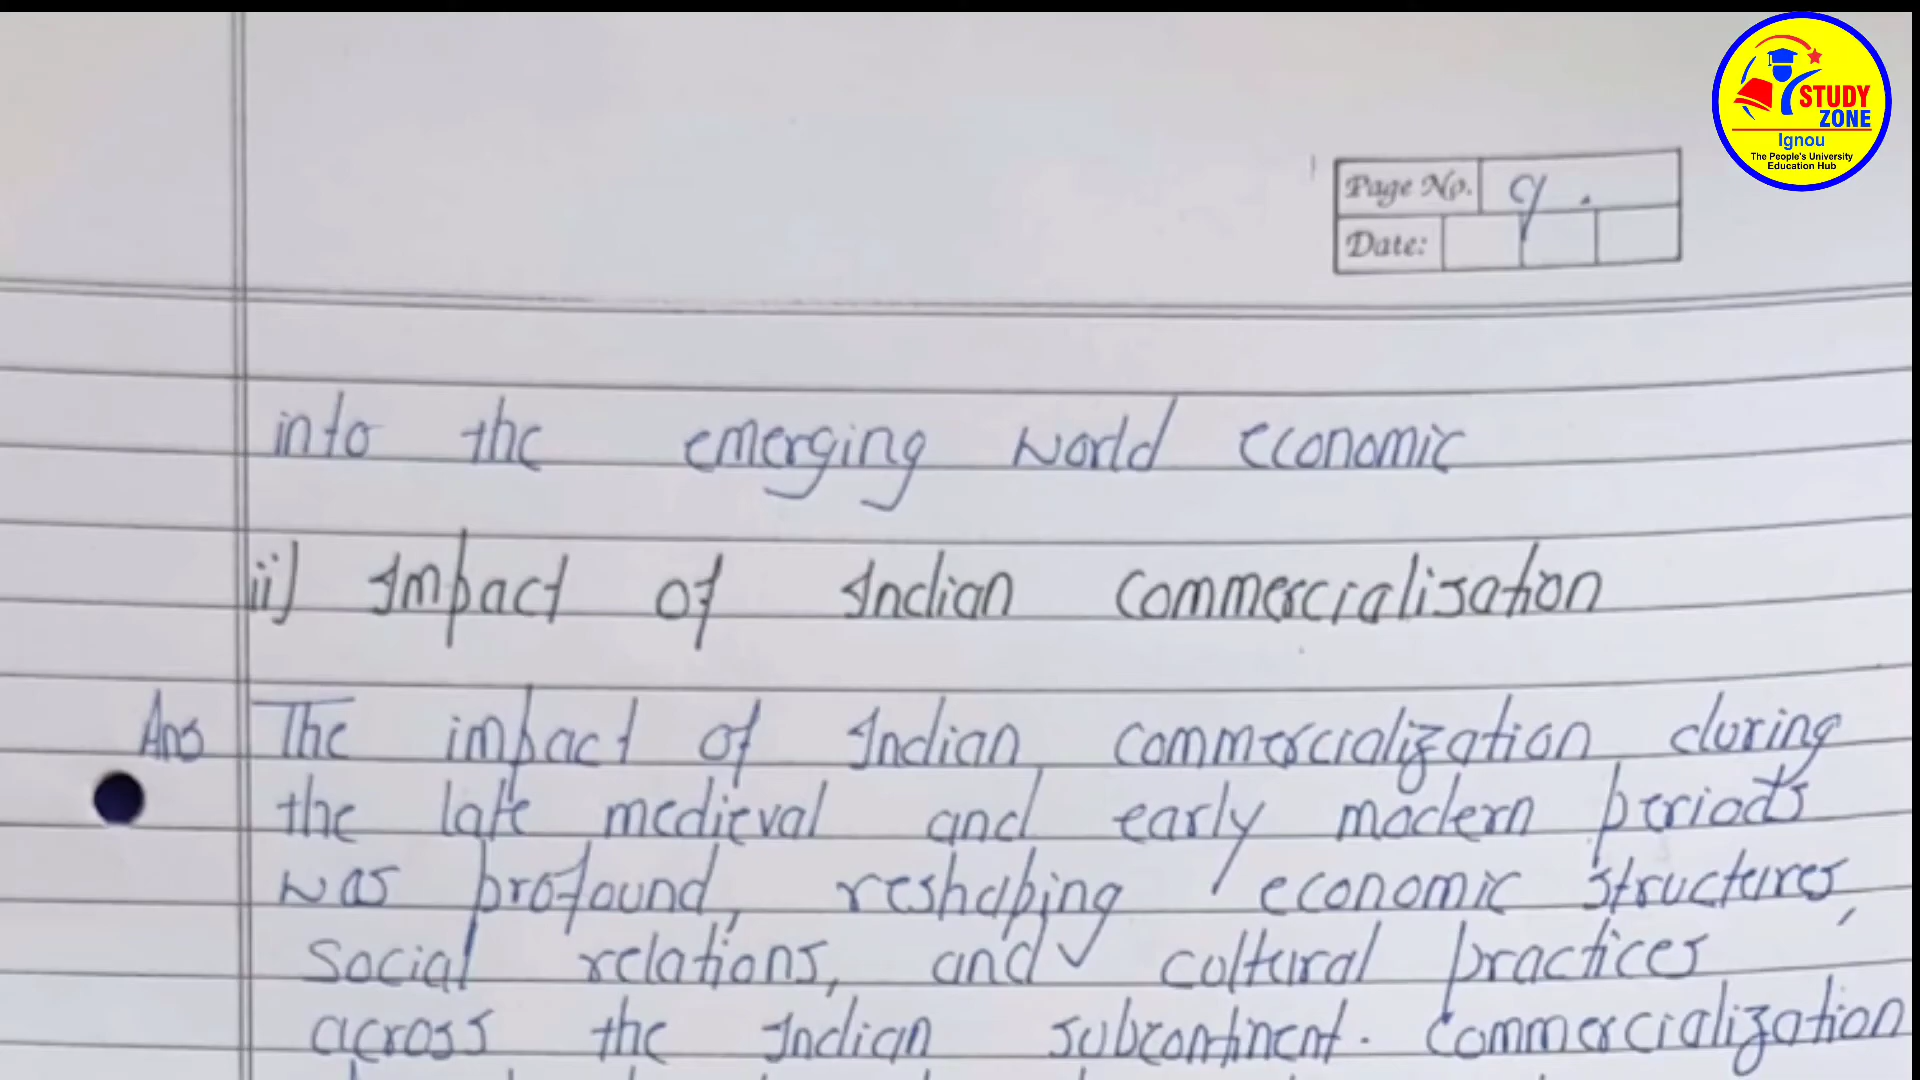 STUDY
ZONE
Ignou
The People's University
Education Hub
Page No. 9.
Date:
into the emerging world economic
ii) Impact of Indian Commercialisation
Ans The impact of Indian commercialization during
the late medieval and early modern periods
was profound, reshaping economic structures,
social relations, and cultural practices
across the Indian subcontinent. Commercialization